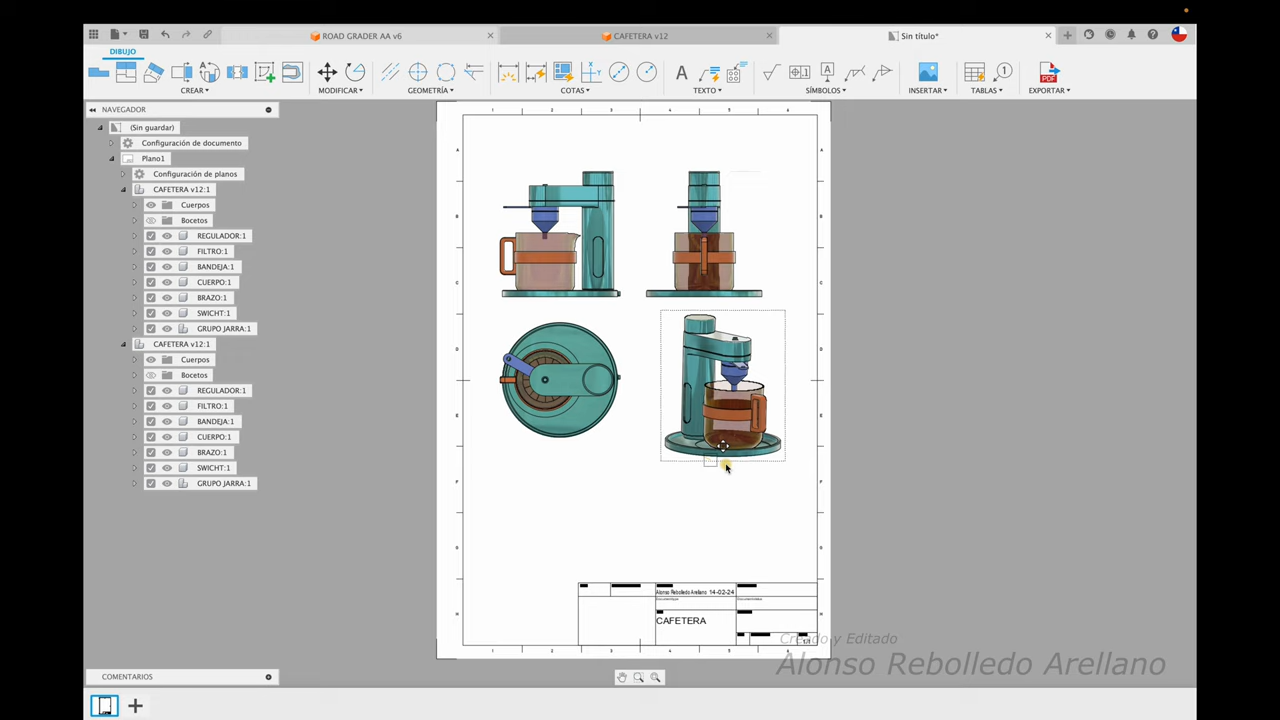 ROAD GRADER AA v6
CAFETERA v12
Sin título*
DIBUJO
CREAR
MODIFICAR
GEOMETRÍA
COTAS
TEXTO
SÍMBOLOS
INSERTAR
TABLAS
PDF
EXPORTAR
NAVEGADOR
(Sin guardar)
Configuración de documento
Plano1
Configuración de planos
CAFETERA v12:1
Cuerpos
Bocetos
REGULADOR:1
FILTRO:1
BANDEJA:1
CUERPO:1
BRAZO:1
SWICHT:1
GRUPO JARRA:1
CAFETERA v12:1
Cuerpos
Bocetos
REGULADOR:1
FILTRO:1
BANDEJA:1
CUERPO:1
BRAZO:1
SWICHT:1
GRUPO JARRA:1
Alonso Rebolledo Arellano 14-02-24
CAFETERA
1/1
Creado y Editado
Alonso Rebolledo Arellano
COMENTARIOS